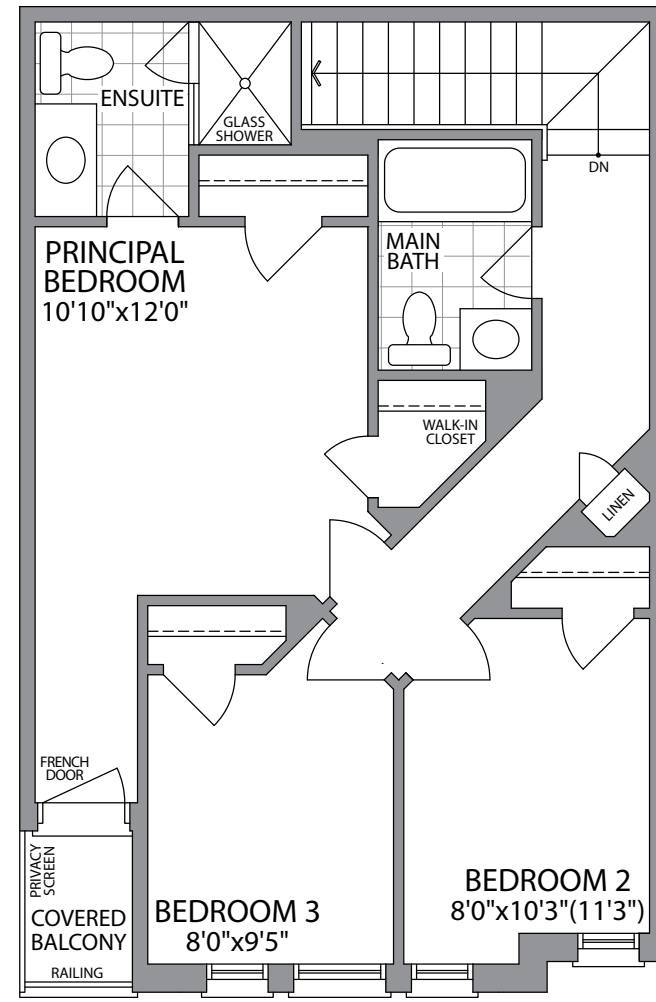 ENSUITE
GLASS
SHOWER
DN
PRINCIPAL
BEDROOM
10'10"x12'0"
MAIN
BATH
WALK-IN
CLOSET
LINEN
FRENCH
DOOR
PRIVACY
SCREEN
COVERED
BALCONY
RAILING
BEDROOM 3
8'0"x9'5"
BEDROOM 2
8'0"x10'3"(11'3")